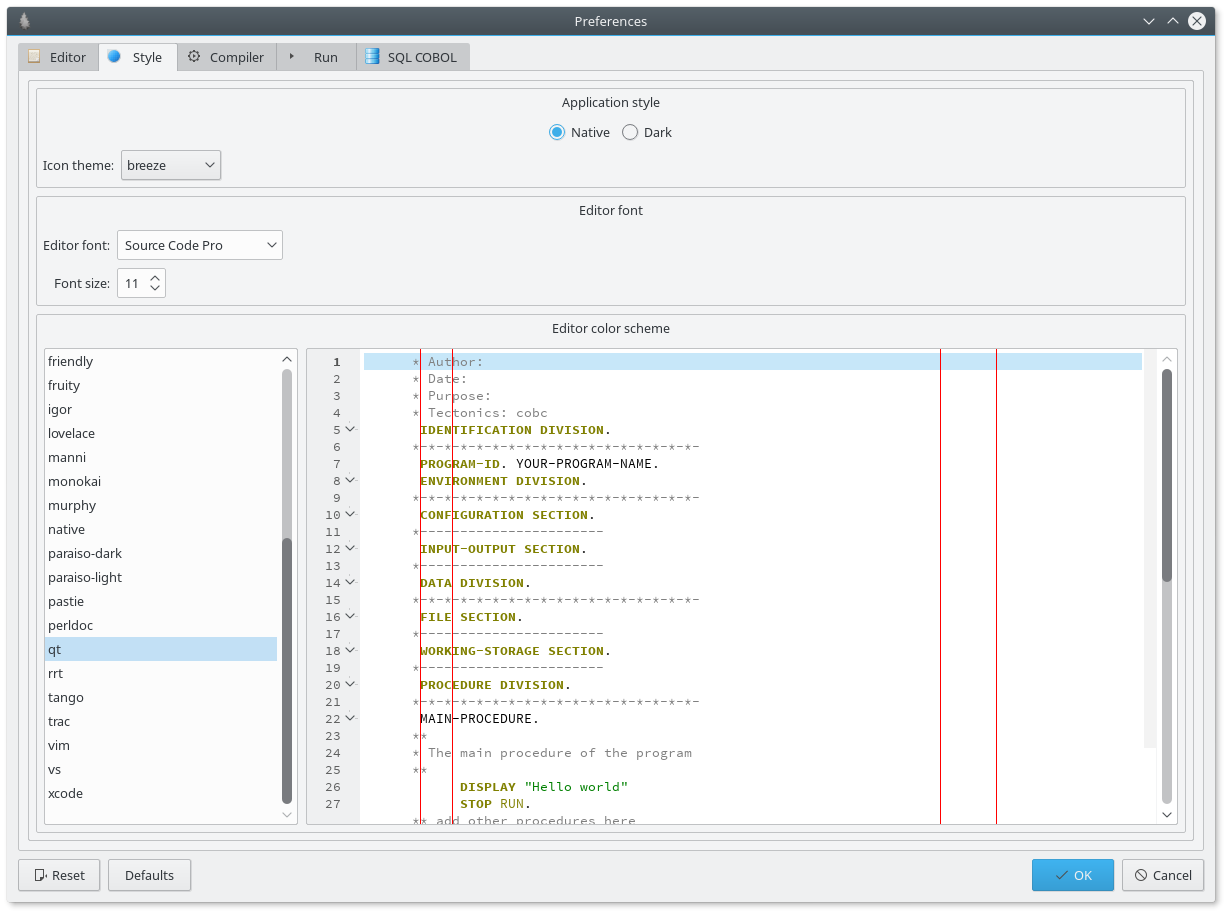 Preferences
Editor Style Compiler Run SQL COBOL
Application style
Native Dark
Icon theme: breeze
Editor font
Editor font: Source Code Pro
Font size: 11
Editor color scheme
friendly
fruity
igor
lovelace
manni
monokai
murphy
native
paraiso-dark
paraiso-light
pastie
perldoc
qt
rrt
tango
trac
vim
vs
xcode
1 * Author:
2 * Date:
3 * Purpose:
4 * Tectonics: cobc
5 IDENTIFICATION DIVISION.
6 *-*-*-*-*-*-*-*-*-*-*-*-*-*-*-*-*-*-
7 PROGRAM-ID. YOUR-PROGRAM-NAME.
8 ENVIRONMENT DIVISION.
9 *-*-*-*-*-*-*-*-*-*-*-*-*-*-*-*-*-*-
10 CONFIGURATION SECTION.
11 *-----------------------
12 INPUT-OUTPUT SECTION.
13 *-----------------------
14 DATA DIVISION.
15 *-*-*-*-*-*-*-*-*-*-*-*-*-*-*-*-*-*-
16 FILE SECTION.
17 *-----------------------
18 WORKING-STORAGE SECTION.
19 *-----------------------
20 PROCEDURE DIVISION.
21 *-*-*-*-*-*-*-*-*-*-*-*-*-*-*-*-*-*-
22 MAIN-PROCEDURE.
23 **
24 * The main procedure of the program
25 **
26 DISPLAY "Hello world"
27 STOP RUN.
** add other procedures here
Reset Defaults OK Cancel